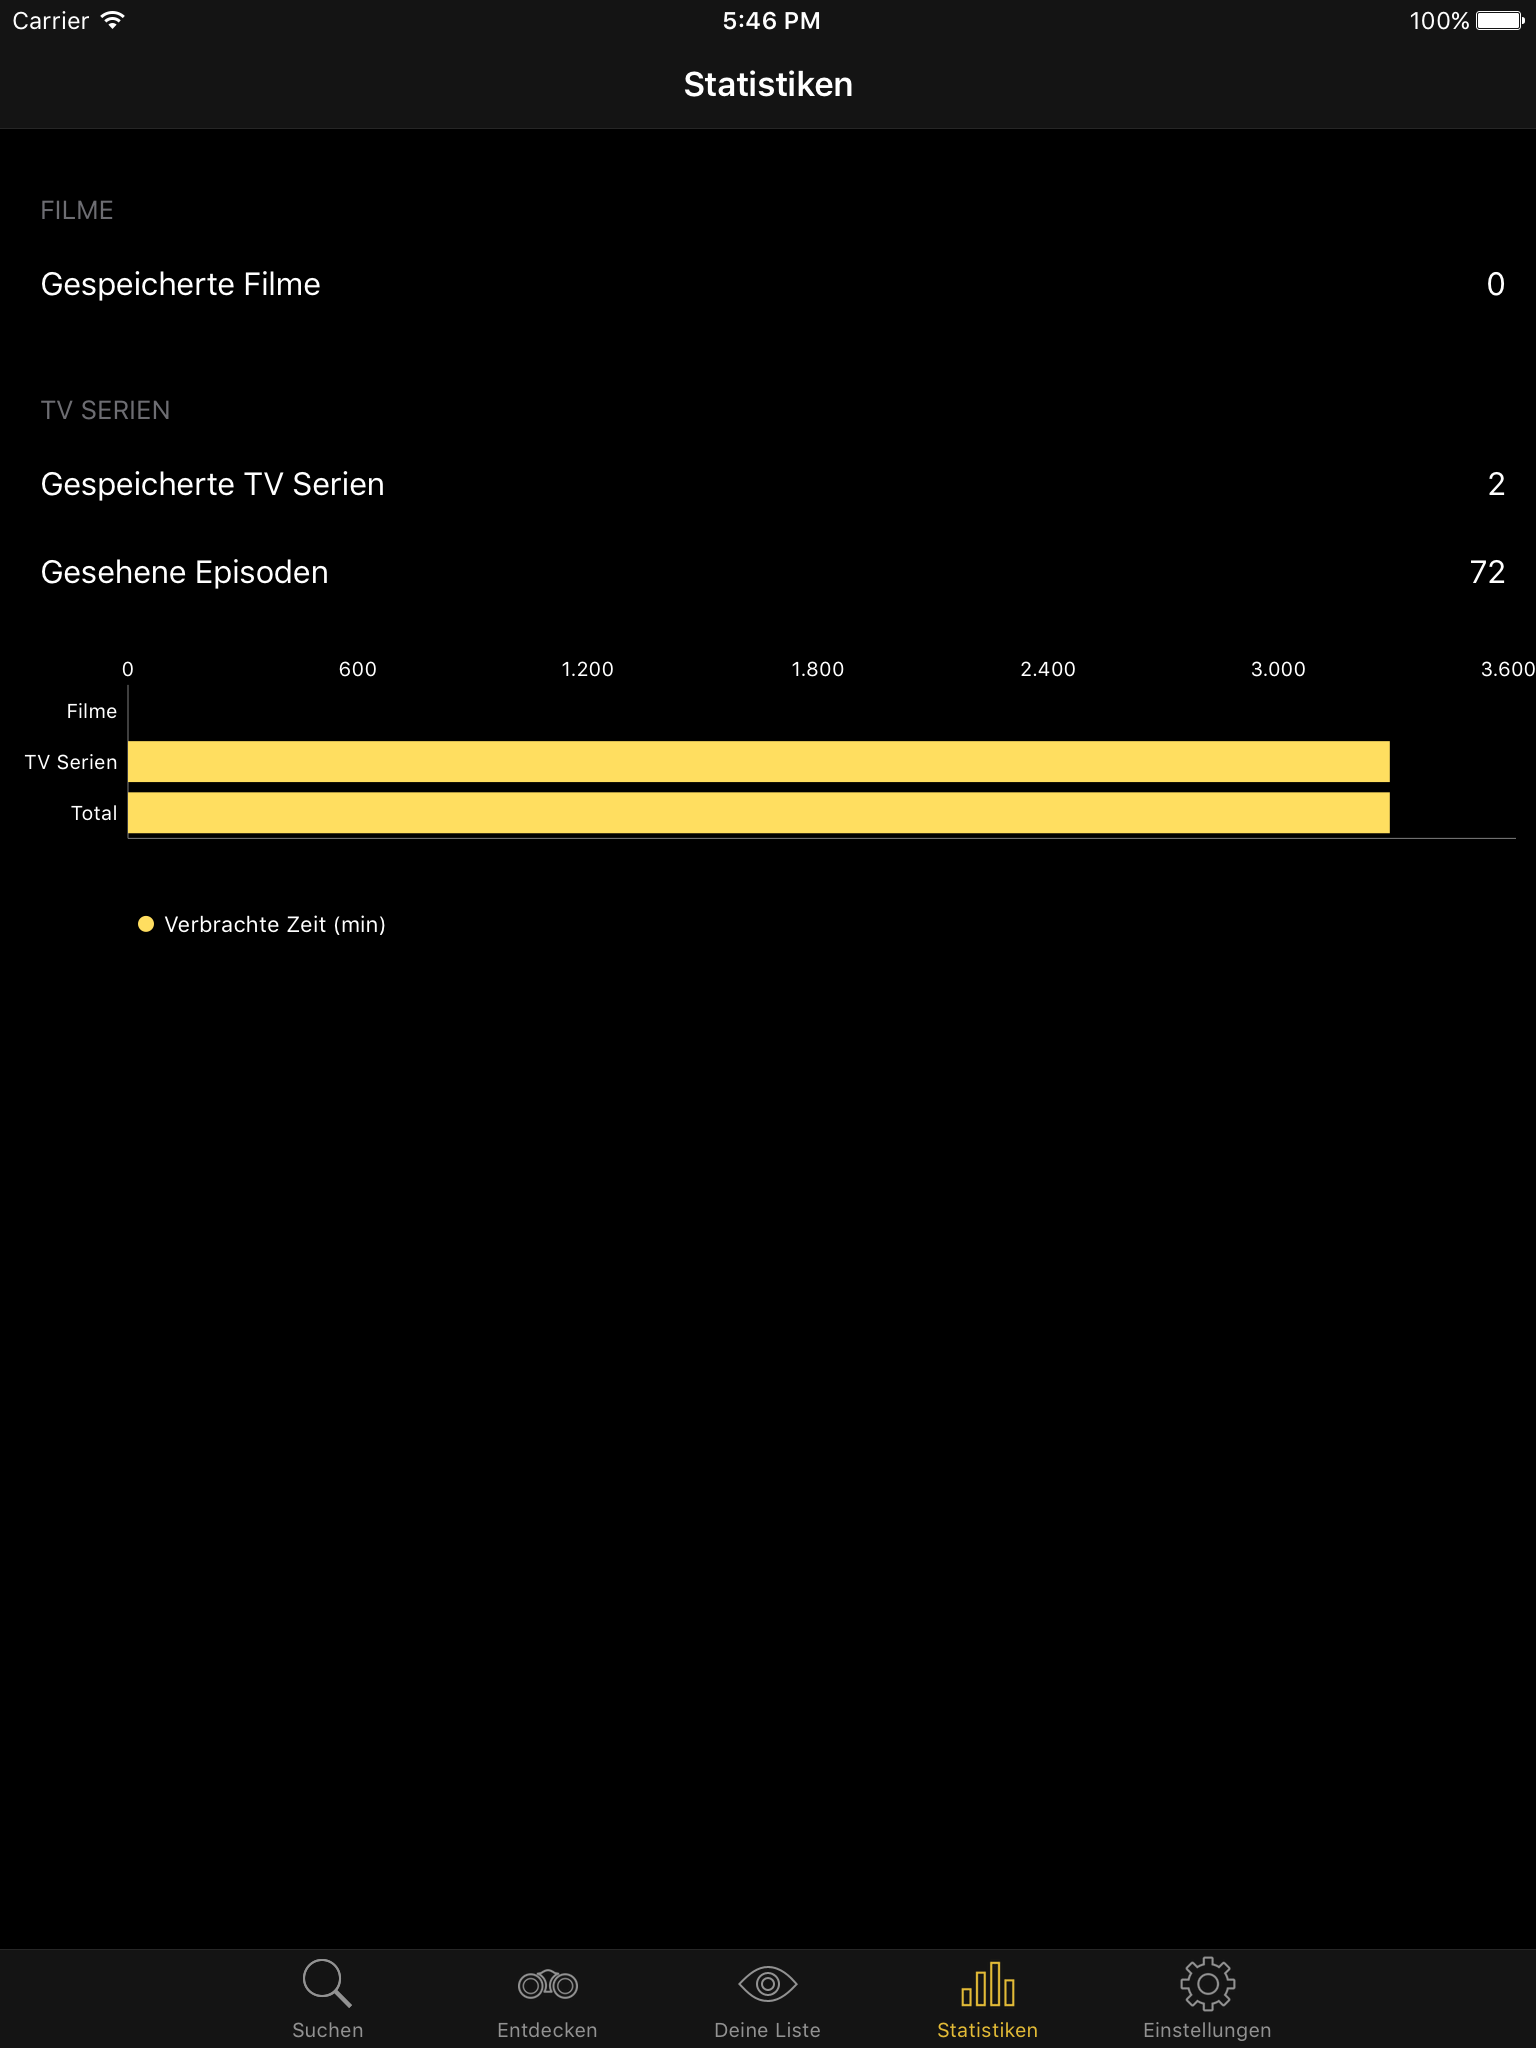 Carrier 5:46 PM 100%
Statistiken
FILME
Gespeicherte Filme 0
TV SERIEN
Gespeicherte TV Serien 2
Gesehene Episoden 72
0 600 1.200 1.800 2.400 3.000 3.600
Filme
TV Serien
Total
Verbrachte Zeit (min)
Suchen Entdecken Deine Liste Statistiken Einstellungen